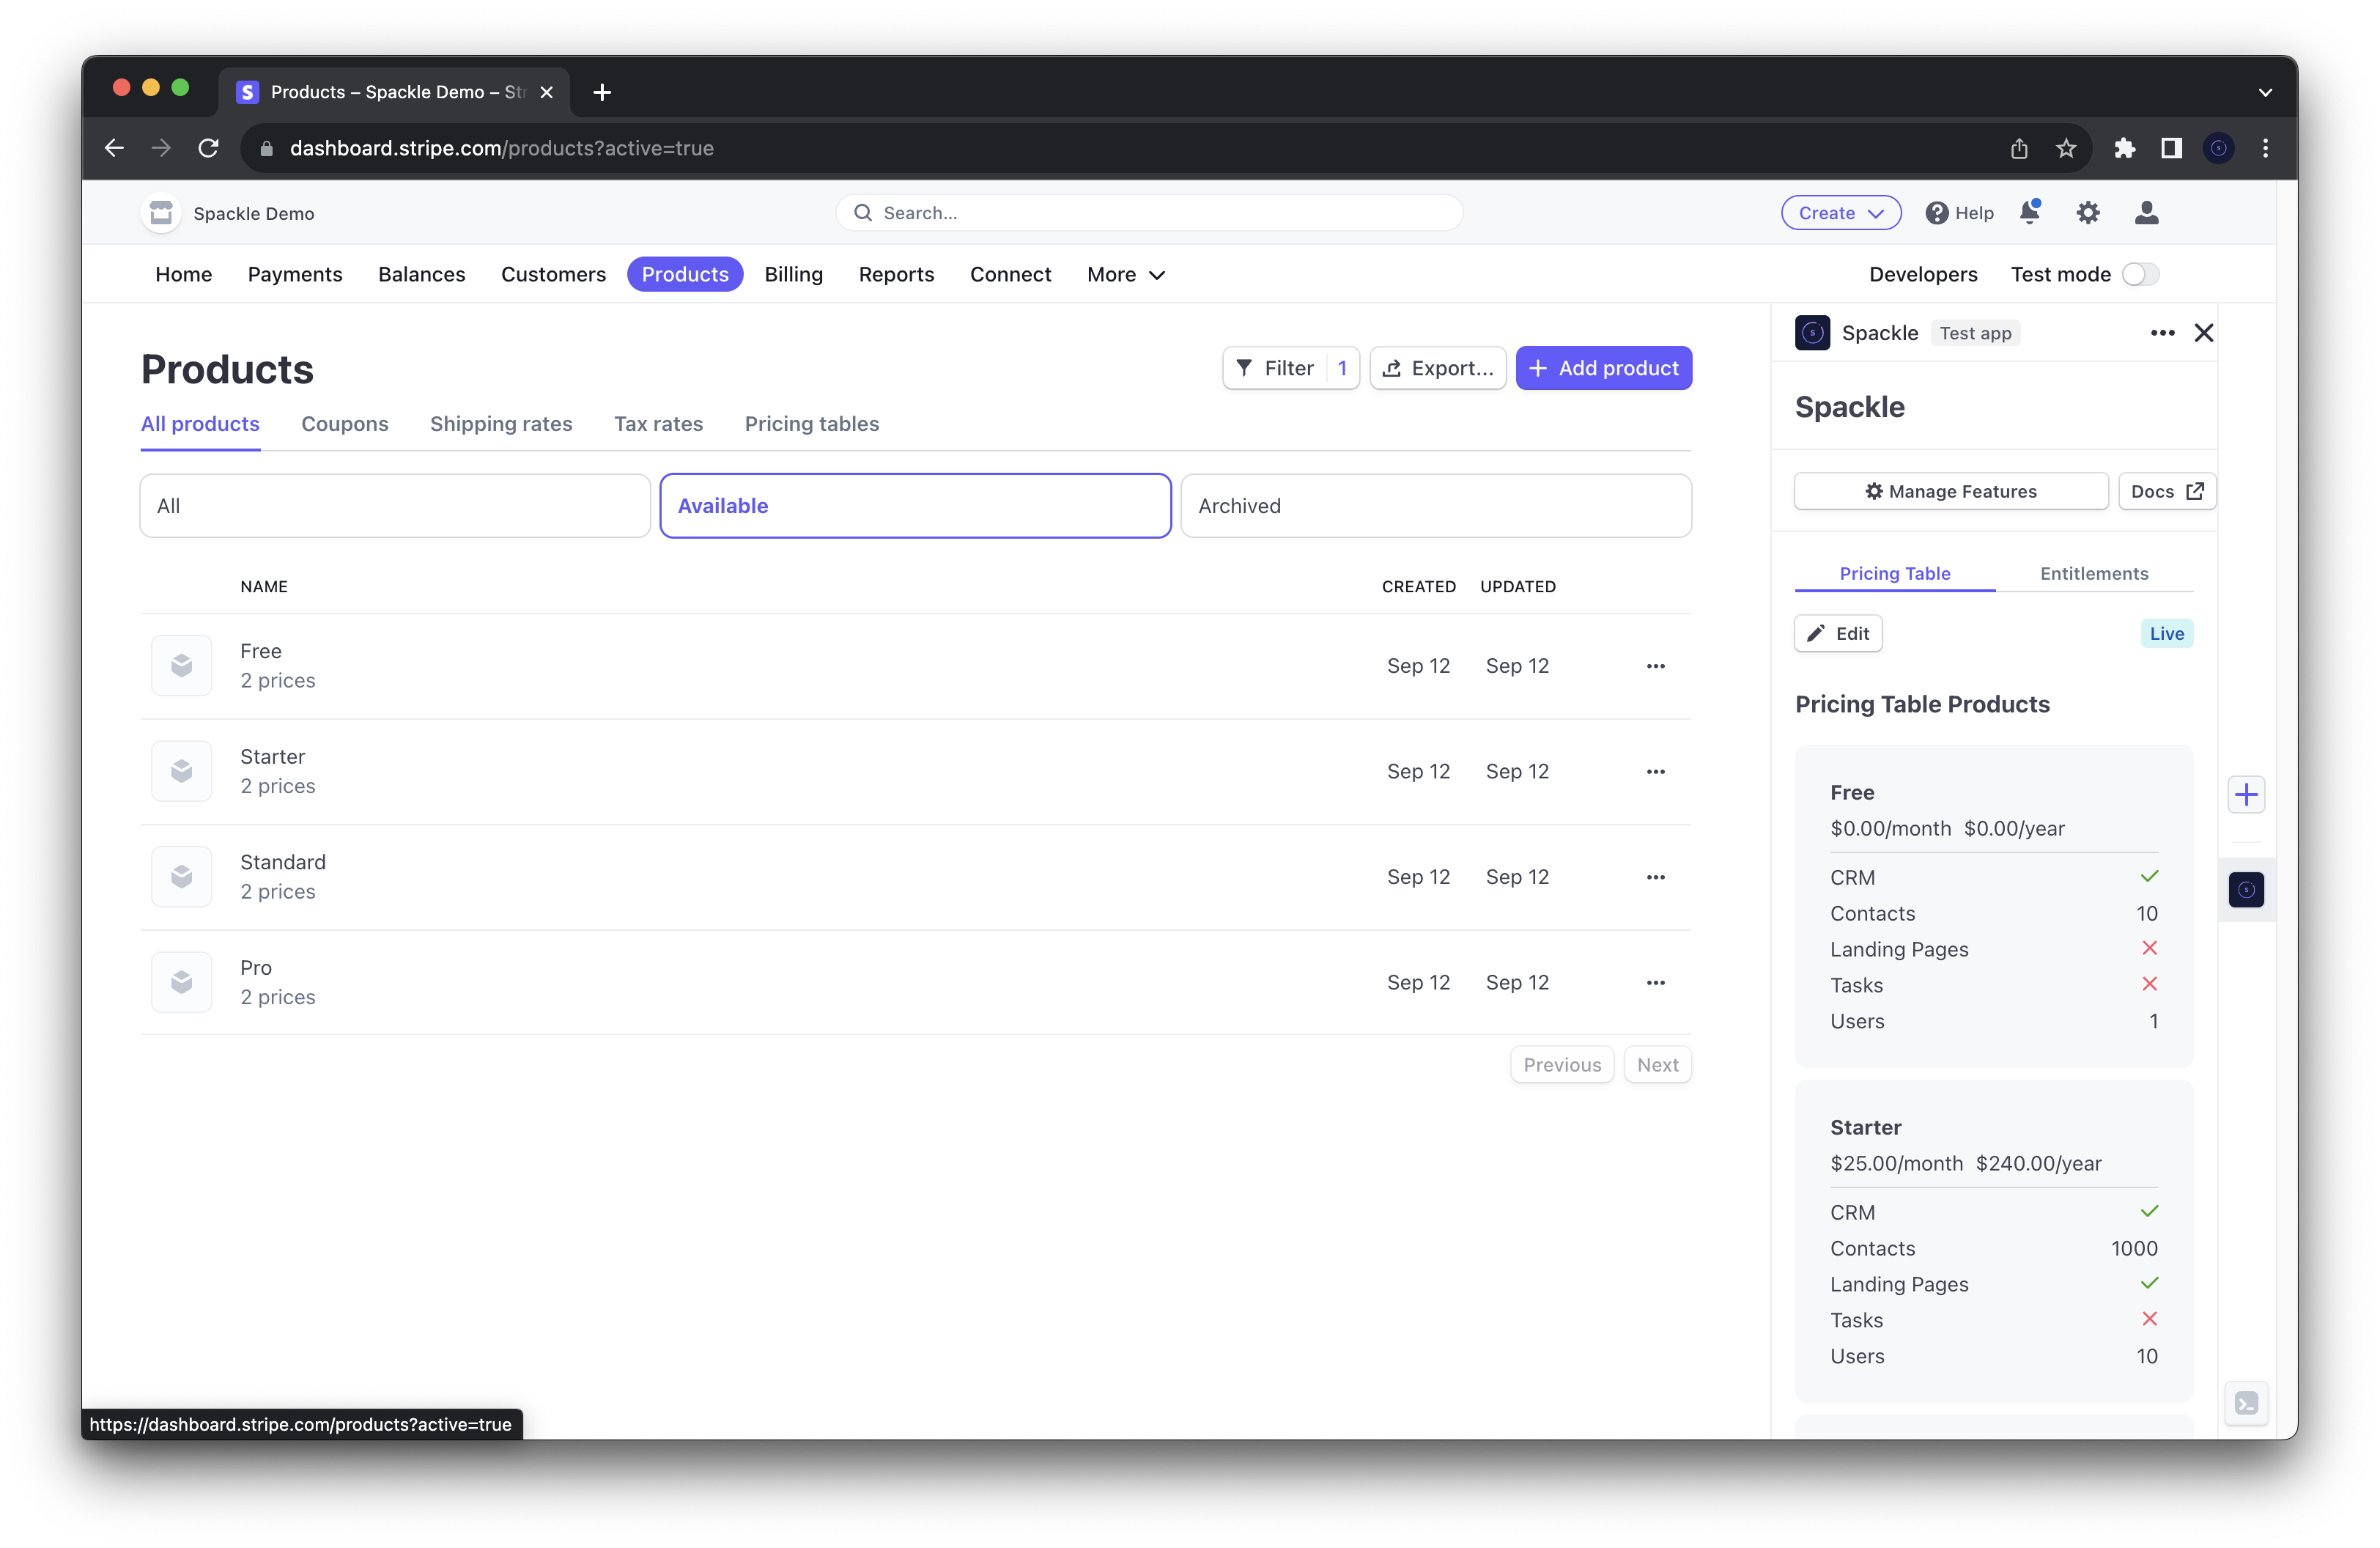 Products – Spackle Demo – Str
dashboard.stripe.com/products?active=true
Spackle Demo
Search...
Create
Help
Home Payments Balances Customers Products Billing Reports Connect More
Developers Test mode
Products
Filter 1
Export...
Add product
All products Coupons Shipping rates Tax rates Pricing tables
All
Available
Archived
NAME CREATED UPDATED
Free
2 prices
Sep 12 Sep 12
Starter
2 prices
Sep 12 Sep 12
Standard
2 prices
Sep 12 Sep 12
Pro
2 prices
Sep 12 Sep 12
Previous Next
Spackle Test app
Spackle
Manage Features
Docs
Pricing Table Entitlements
Edit
Live
Pricing Table Products
Free
$0.00/month $0.00/year
CRM
Contacts 10
Landing Pages
Tasks
Users 1
Starter
$25.00/month $240.00/year
CRM
Contacts 1000
Landing Pages
Tasks
Users 10
https://dashboard.stripe.com/products?active=true